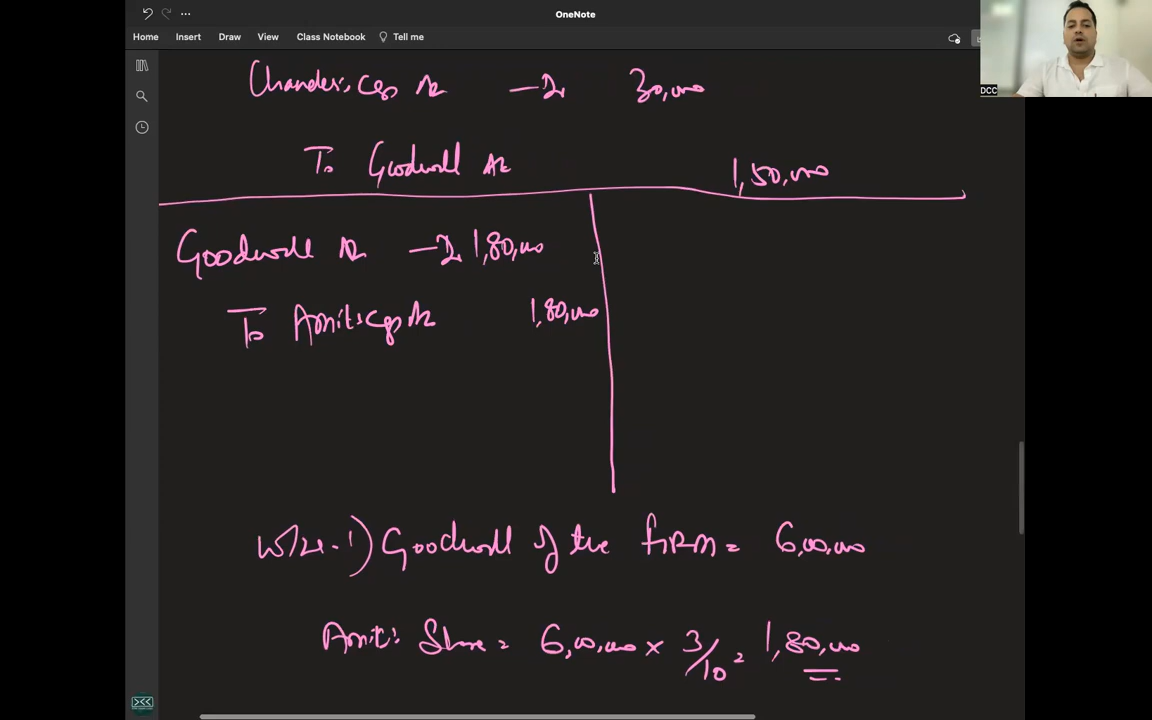 OneNote
Home Insert Draw View Class Notebook Tell me
DCC
Chander's Cap A/c —Dr 30,000
To Goodwill A/c 1,50,000
Goodwill A/c —Dr 1,80,000
To Amit's Cap A/c 1,80,000
1) Goodwill of the firm = 6,00,000
Amit's Share = 6,00,000 x 3/10 = 1,80,000